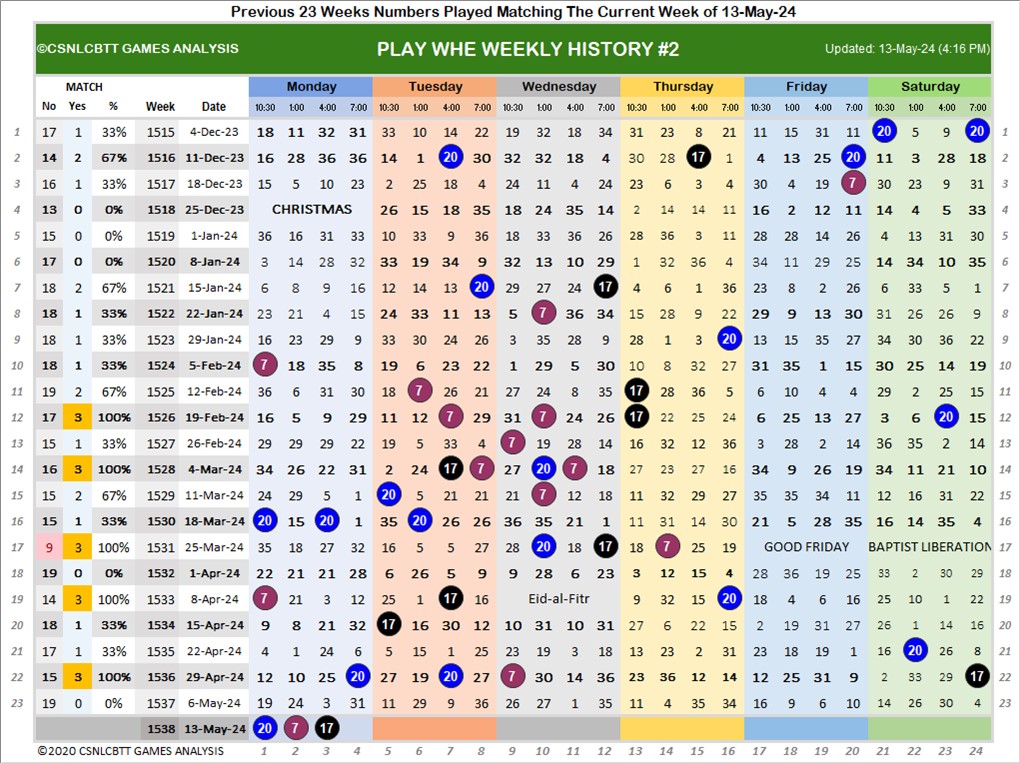 Previous 23 Weeks Numbers Played Matching The Current Week of 13-May-24
©CSNLCBTT GAMES ANALYSIS PLAY WHE WEEKLY HISTORY #2 Updated: 13-May-24 (4:16 PM)
MATCH Monday Tuesday Wednesday Thursday Friday Saturday
No Yes % Week Date 10:30 1:00 4:00 7:00 10:30 1:00 4:00 7:00 10:30 1:00 4:00 7:00 10:30 1:00 4:00 7:00 10:30 1:00 4:00 7:00 10:30 1:00 4:00 7:00
1 17 1 33% 1515 4-Dec-23 18 11 32 31 33 10 14 22 19 32 18 34 31 23 8 21 11 15 31 11 20 5 9 20 1
2 14 2 67% 1516 11-Dec-23 16 28 36 36 14 1 20 30 32 32 18 4 30 28 17 1 4 13 25 20 11 3 28 18 2
3 16 1 33% 1517 18-Dec-23 15 5 10 23 2 25 18 4 24 11 4 24 23 6 3 4 30 4 19 7 30 23 9 31 3
4 13 0 0% 1518 25-Dec-23 CHRISTMAS 26 15 18 35 18 24 35 14 2 14 14 11 16 2 12 11 14 4 5 33 4
5 15 0 0% 1519 1-Jan-24 36 16 31 33 10 33 9 36 18 33 36 26 28 36 3 11 28 28 14 26 4 13 31 30 5
6 17 0 0% 1520 8-Jan-24 3 14 28 32 33 19 34 9 32 13 10 29 1 32 36 4 34 11 29 25 14 34 10 35 6
7 18 2 67% 1521 15-Jan-24 6 8 9 16 12 14 13 20 29 27 24 17 4 6 1 36 23 8 2 26 6 33 5 1 7
8 18 1 33% 1522 22-Jan-24 23 21 4 15 24 33 11 13 5 7 36 34 15 28 9 22 29 9 13 30 31 26 26 9 8
9 18 1 33% 1523 29-Jan-24 16 23 29 9 33 30 24 26 3 35 28 9 28 1 3 20 13 15 35 27 34 30 36 22 9
10 18 1 33% 1524 5-Feb-24 7 18 35 8 19 6 23 22 1 29 5 30 10 8 32 27 31 35 1 15 30 25 14 19 10
11 19 2 67% 1525 12-Feb-24 36 6 31 30 18 7 26 21 27 24 8 35 17 28 36 5 6 10 4 4 29 2 25 15 11
12 17 3 100% 1526 19-Feb-24 16 5 9 29 11 12 7 29 31 7 24 26 17 22 25 24 6 25 13 27 3 6 20 15 12
13 15 1 33% 1527 26-Feb-24 29 29 29 22 19 5 33 4 7 19 28 14 16 32 12 36 3 28 2 14 36 35 2 14 13
14 16 3 100% 1528 4-Mar-24 34 26 22 31 2 24 17 7 27 20 7 18 27 23 27 16 34 9 26 19 34 11 21 10 14
15 15 2 67% 1529 11-Mar-24 24 29 5 1 20 5 21 21 21 7 12 18 11 32 29 27 35 35 34 11 12 16 31 22 15
16 15 1 33% 1530 18-Mar-24 20 15 20 1 35 20 26 26 36 35 21 1 11 31 14 30 21 5 28 35 16 14 35 4 16
17 9 3 100% 1531 25-Mar-24 35 18 27 32 16 5 5 27 28 20 18 17 18 7 25 19 GOOD FRIDAY BAPTIST LIBERATION 17
18 19 0 0% 1532 1-Apr-24 22 21 21 28 6 26 5 9 9 28 6 23 3 12 15 4 28 36 19 25 33 2 30 29 18
19 14 3 100% 1533 8-Apr-24 7 21 3 12 25 1 17 16 Eid-al-Fitr 9 32 15 20 18 4 6 16 25 10 1 22 19
20 18 1 33% 1534 15-Apr-24 9 8 21 32 17 16 30 12 10 31 10 31 27 6 22 15 2 19 31 27 26 1 14 16 20
21 17 1 33% 1535 22-Apr-24 4 1 24 6 5 15 1 25 23 19 3 18 13 23 2 31 23 18 19 1 16 20 26 8 21
22 15 3 100% 1536 29-Apr-24 12 10 25 20 27 19 20 27 7 30 14 36 23 36 12 14 12 25 31 9 2 33 29 17 22
23 19 0 0% 1537 6-May-24 19 24 3 31 11 29 9 36 26 27 1 35 11 4 35 34 16 9 6 10 14 26 30 4 23
1538 13-May-24 20 7 17
©2020 CSNLCBTT GAMES ANALYSIS 1 2 3 4 5 6 7 8 9 10 11 12 13 14 15 16 17 18 19 20 21 22 23 24